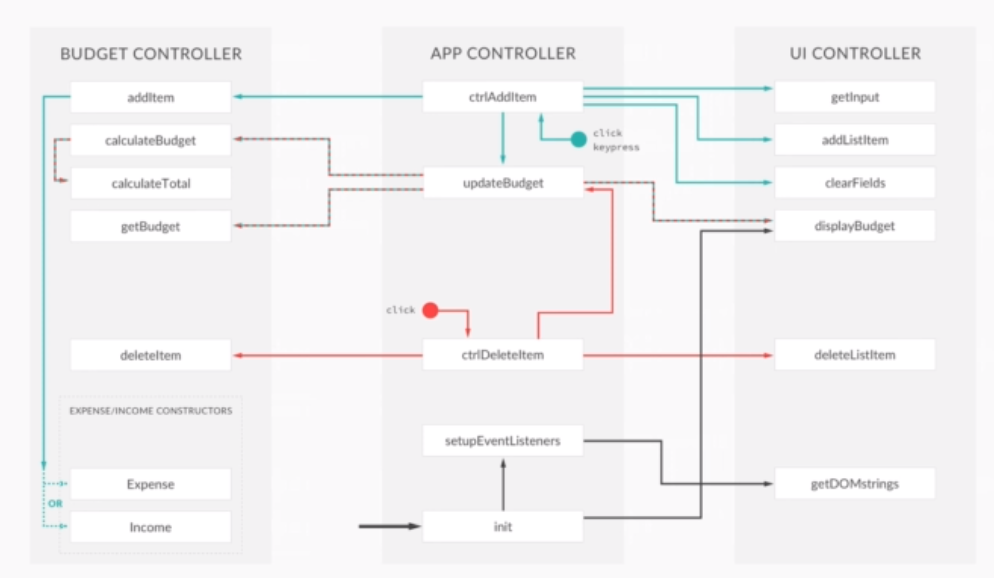 BUDGET CONTROLLER
addItem
calculateBudget
calculateTotal
getBudget
deleteItem
EXPENSE/INCOME CONSTRUCTORS
Expense
OR
Income
APP CONTROLLER
ctrlAddItem
click
keypress
updateBudget
click
ctrlDeleteItem
setupEventListeners
init
UI CONTROLLER
getInput
addListItem
clearFields
displayBudget
deleteListItem
getDOMstrings